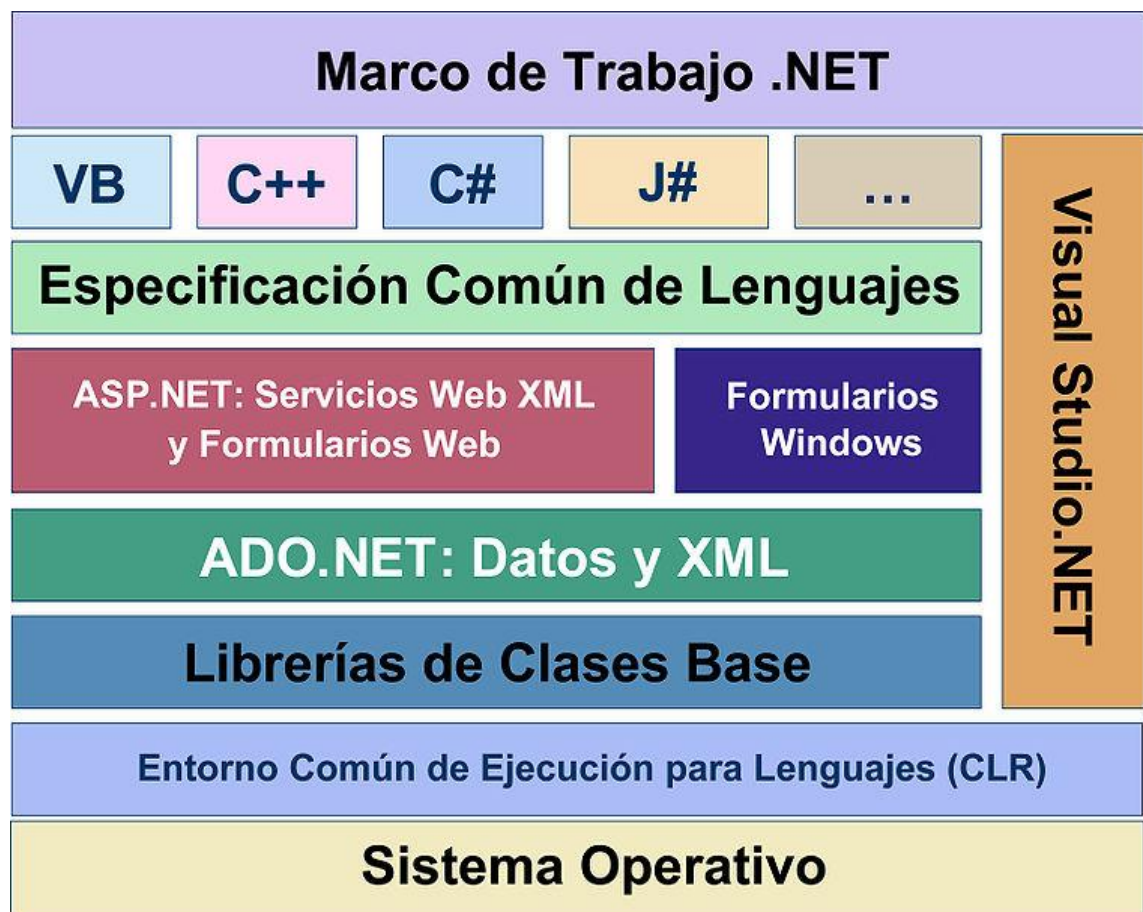 Marco de Trabajo .NET
VB
C++
C#
J#
...
Especificación Común de Lenguajes
ASP.NET: Servicios Web XML
y Formularios Web
Formularios
Windows
ADO.NET: Datos y XML
Librerías de Clases Base
Visual Studio.NET
Entorno Común de Ejecución para Lenguajes (CLR)
Sistema Operativo